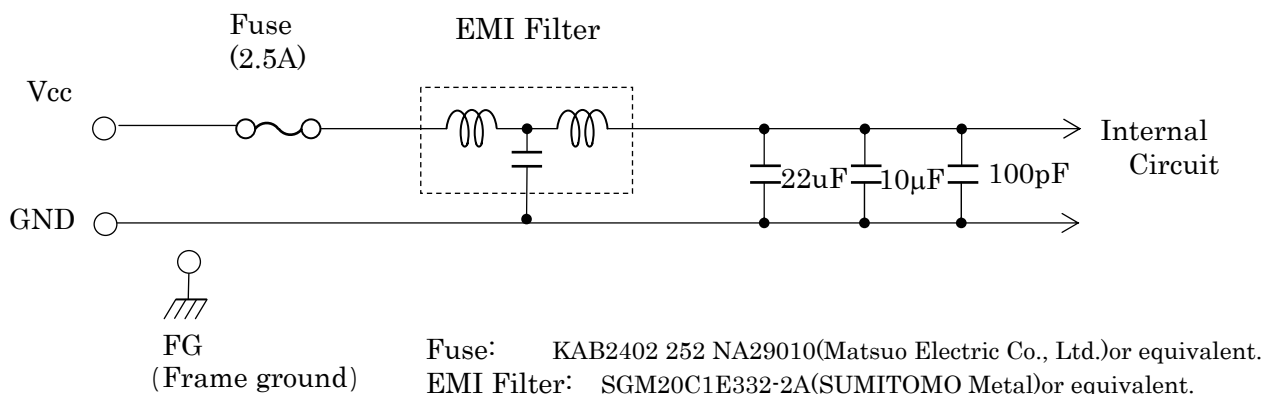 Fuse
(2.5A)
EMI Filter
Vcc
Internal
Circuit
22uF
10μF
100pF
GND
FG
(Frame ground)
Fuse: KAB2402 252 NA29010(Matsuo Electric Co., Ltd.)or equivalent.
EMI Filter: SGM20C1E332-2A(SUMITOMO Metal)or equivalent.